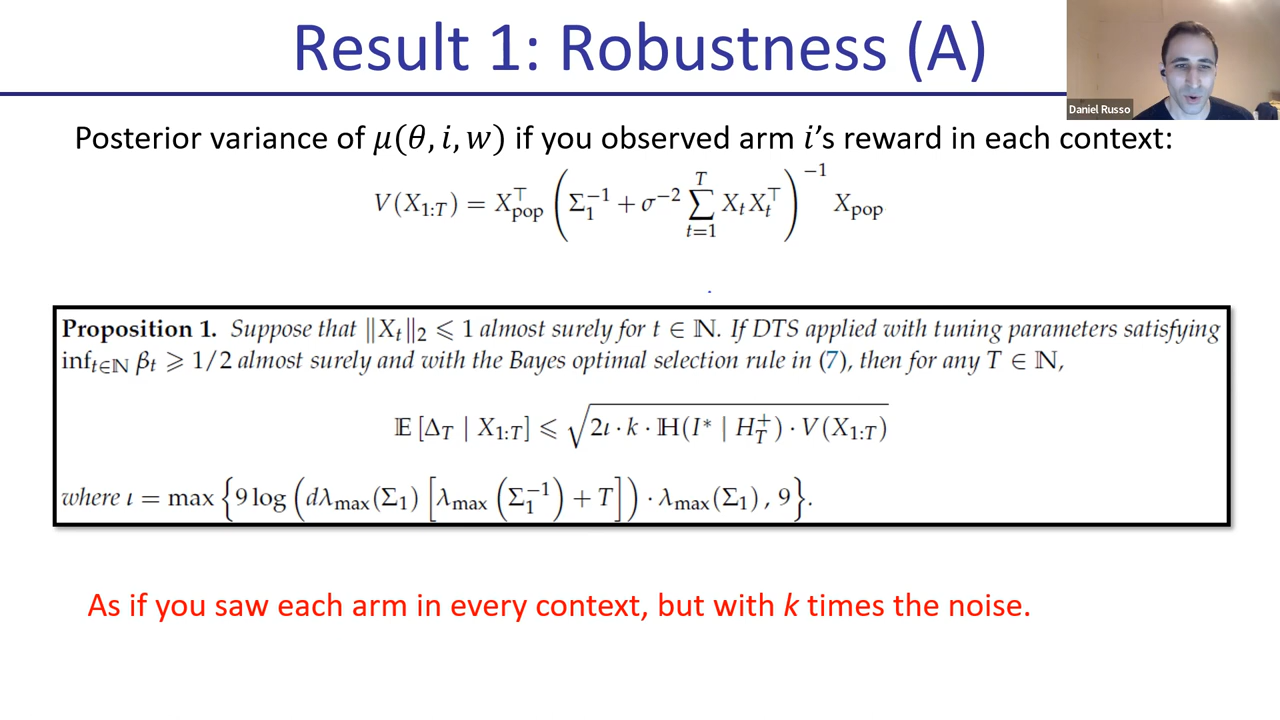 Result 1: Robustness (A)
Daniel Russo
Posterior variance of μ(θ, i, w) if you observed arm i's reward in each context:
V(X_{1:T}) = X_pop^⊤ (Σ_1^{-1} + σ^{-2} ∑_{t=1}^{T} X_t X_t^⊤)^{-1} X_pop
Proposition 1. Suppose that ‖X_t‖_2 ⩽ 1 almost surely for t ∈ ℕ. If DTS applied with tuning parameters satisfying
inf_{t∈ℕ} β_t ⩾ 1/2 almost surely and with the Bayes optimal selection rule in (7), then for any T ∈ ℕ,
𝔼 [Δ_T | X_{1:T}] ⩽ √(2ι · k · ℍ(I* | H_T^+) · V(X_{1:T}))
where ι = max {9 log (dλ_max(Σ_1) [λ_max (Σ_1^{-1}) + T]) · λ_max(Σ_1) , 9}.
As if you saw each arm in every context, but with k times the noise.